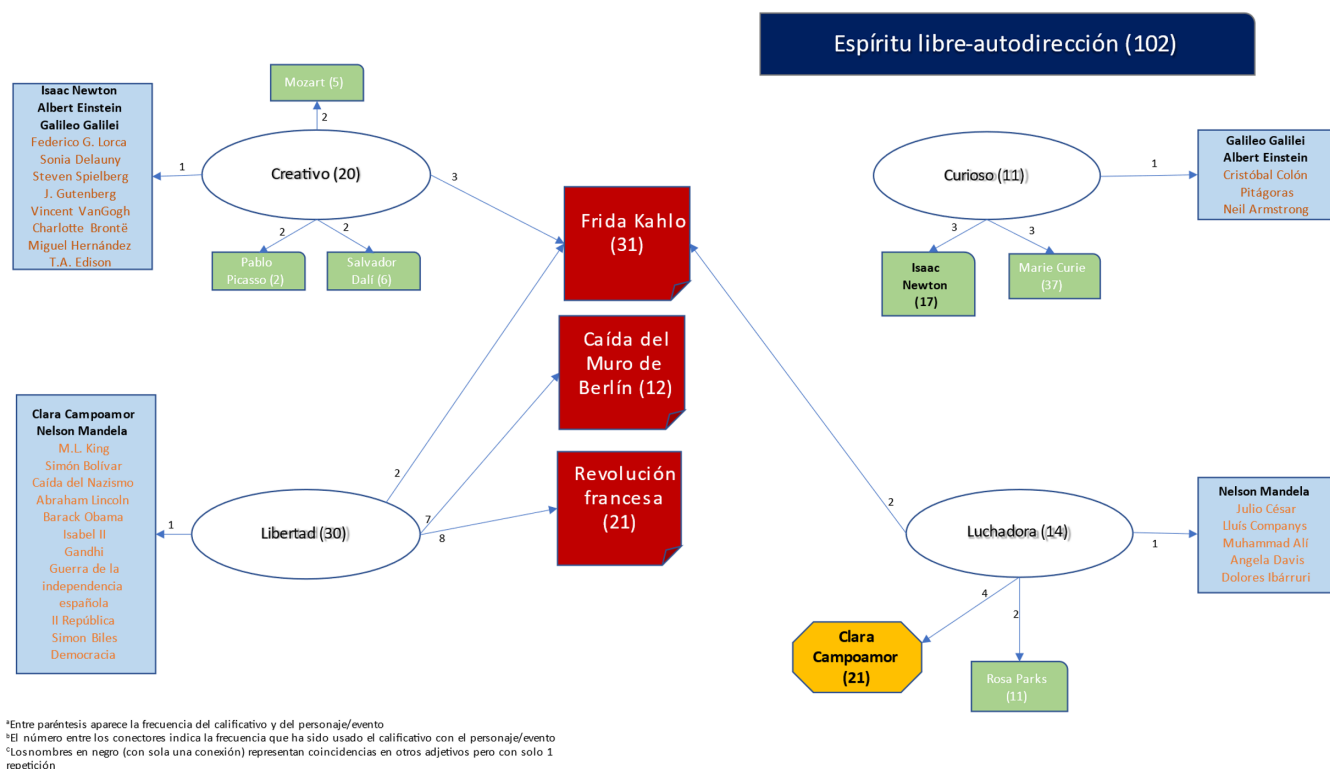 Espíritu libre-autodirección (102)
Mozart (5)
2
Isaac Newton
Albert Einstein
Galileo Galilei
Federico G. Lorca
Sonia Delauny
Steven Spielberg
J. Gutenberg
Vincent VanGogh
Charlotte Brontë
Miguel Hernández
T.A. Edison
1
Creativo (20)
3
2
2
Pablo
Picasso (2)
Salvador
Dalí (6)
Frida Kahlo
(31)
Curioso (11)
1
Galileo Galilei
Albert Einstein
Cristóbal Colón
Pitágoras
Neil Armstrong
3
3
Isaac
Newton
(17)
Marie Curie
(37)
Caída del
Muro de
Berlín (12)
Clara Campoamor
Nelson Mandela
M.L. King
Simón Bolívar
Caída del Nazismo
Abraham Lincoln
Barack Obama
Isabel II
Gandhi
Guerra de la
independencia
española
II República
Simon Biles
Democracia
1
Libertad (30)
2
7
8
Revolución
francesa
(21)
2
Luchadora (14)
1
Nelson Mandela
Julio César
Lluís Companys
Muhammad Alí
Angela Davis
Dolores Ibárruri
4
2
Clara
Campoamor
(21)
Rosa Parks
(11)
ᵃEntre paréntesis aparece la frecuencia del calificativo y del personaje/evento
ᵇEl número entre los conectores indica la frecuencia que ha sido usado el calificativo con el personaje/evento
ᶜLosnombres en negro (con sola una conexión) representan coincidencias en otros adjetivos pero con solo 1
repetición